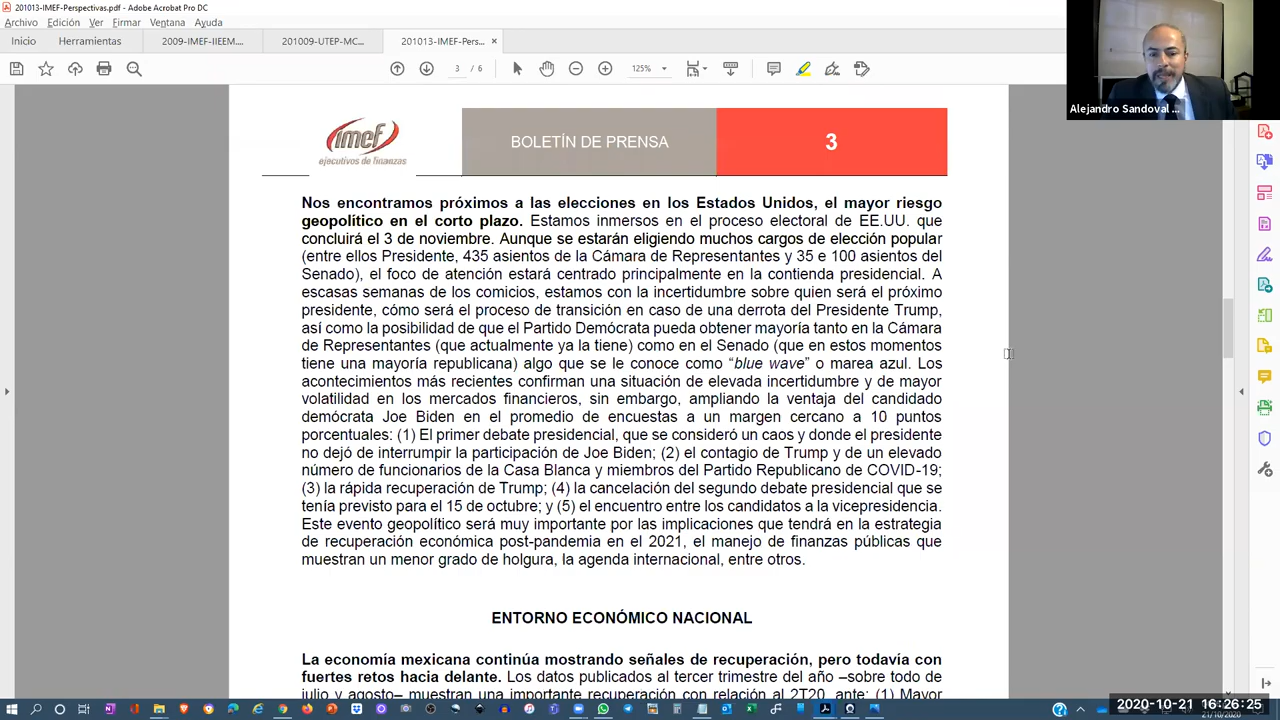 201013-IMEF-Perspectivas.pdf - Adobe Acrobat Pro DC
Archivo Edición Ver Firmar Ventana Ayuda
Inicio Herramientas 2009-IMEF-IIEEM.... 201009-UTEP-MC... 201013-IMEF-Pers... ×
3 / 6 125%
Alejandro Sandoval ...
imef
ejecutivos de finanzas
BOLETÍN DE PRENSA
3
Nos encontramos próximos a las elecciones en los Estados Unidos, el mayor riesgo
geopolítico en el corto plazo. Estamos inmersos en el proceso electoral de EE.UU. que
concluirá el 3 de noviembre. Aunque se estarán eligiendo muchos cargos de elección popular
(entre ellos Presidente, 435 asientos de la Cámara de Representantes y 35 e 100 asientos del
Senado), el foco de atención estará centrado principalmente en la contienda presidencial. A
escasas semanas de los comicios, estamos con la incertidumbre sobre quien será el próximo
presidente, cómo será el proceso de transición en caso de una derrota del Presidente Trump,
así como la posibilidad de que el Partido Demócrata pueda obtener mayoría tanto en la Cámara
de Representantes (que actualmente ya la tiene) como en el Senado (que en estos momentos
tiene una mayoría republicana) algo que se le conoce como “blue wave” o marea azul. Los
acontecimientos más recientes confirman una situación de elevada incertidumbre y de mayor
volatilidad en los mercados financieros, sin embargo, ampliando la ventaja del candidado
demócrata Joe Biden en el promedio de encuestas a un margen cercano a 10 puntos
porcentuales: (1) El primer debate presidencial, que se consideró un caos y donde el presidente
no dejó de interrumpir la participación de Joe Biden; (2) el contagio de Trump y de un elevado
número de funcionarios de la Casa Blanca y miembros del Partido Republicano de COVID-19;
(3) la rápida recuperación de Trump; (4) la cancelación del segundo debate presidencial que se
tenía previsto para el 15 de octubre; y (5) el encuentro entre los candidatos a la vicepresidencia.
Este evento geopolítico será muy importante por las implicaciones que tendrá en la estrategia
de recuperación económica post-pandemia en el 2021, el manejo de finanzas públicas que
muestran un menor grado de holgura, la agenda internacional, entre otros.
ENTORNO ECONÓMICO NACIONAL
La economía mexicana continúa mostrando señales de recuperación, pero todavía con
fuertes retos hacia delante. Los datos publicados al tercer trimestre del año –sobre todo de
julio y agosto– muestran una importante recuperación con relación al 2T20, ante: (1) Mayor
2020-10-21 16:26:25
21/10/2020